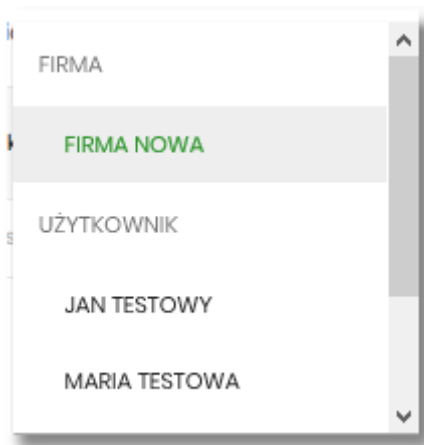 FIRMA
FIRMA NOWA
UŻYTKOWNIK
JAN TESTOWY
MARIA TESTOWA